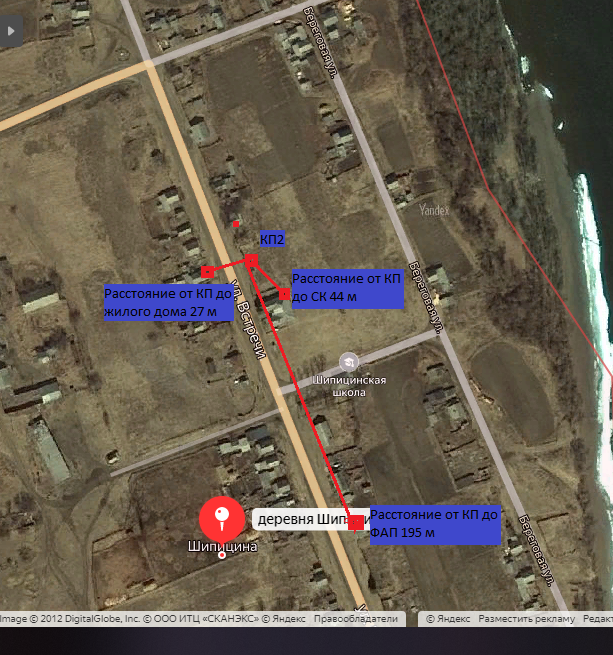 Береговая ул.
Yandex
КП2
Расстояние от КП до
жилого дома 27 м
Расстояние от КП
до СК 44 м
ул. Встречи
Береговая ул.
Шипицинская
школа
деревня Шип
Шипицина
Расстояние от КП до
ФАП 195 м
Береговая ул.
Image © 2012 DigitalGlobe, Inc. © ООО ИТЦ «СКАНЭКС» © Яндекс Правообладатели
© Яндекс Разместить рекламу Редакт